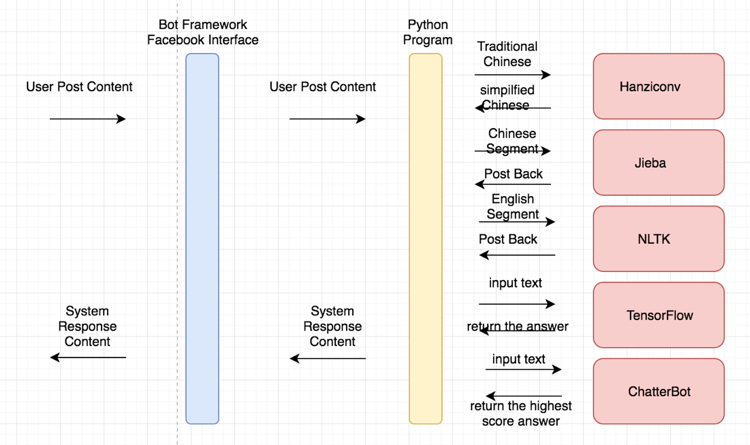 Bot Framework
Facebook Interface
Python
Program
User Post Content
User Post Content
Traditional
Chinese
simpilfied
Chinese
Hanziconv
Chinese
Segment
Post Back
Jieba
English
Segment
Post Back
NLTK
System
Response
Content
System
Response
Content
input text
return the answer
TensorFlow
input text
return the highest
score answer
ChatterBot